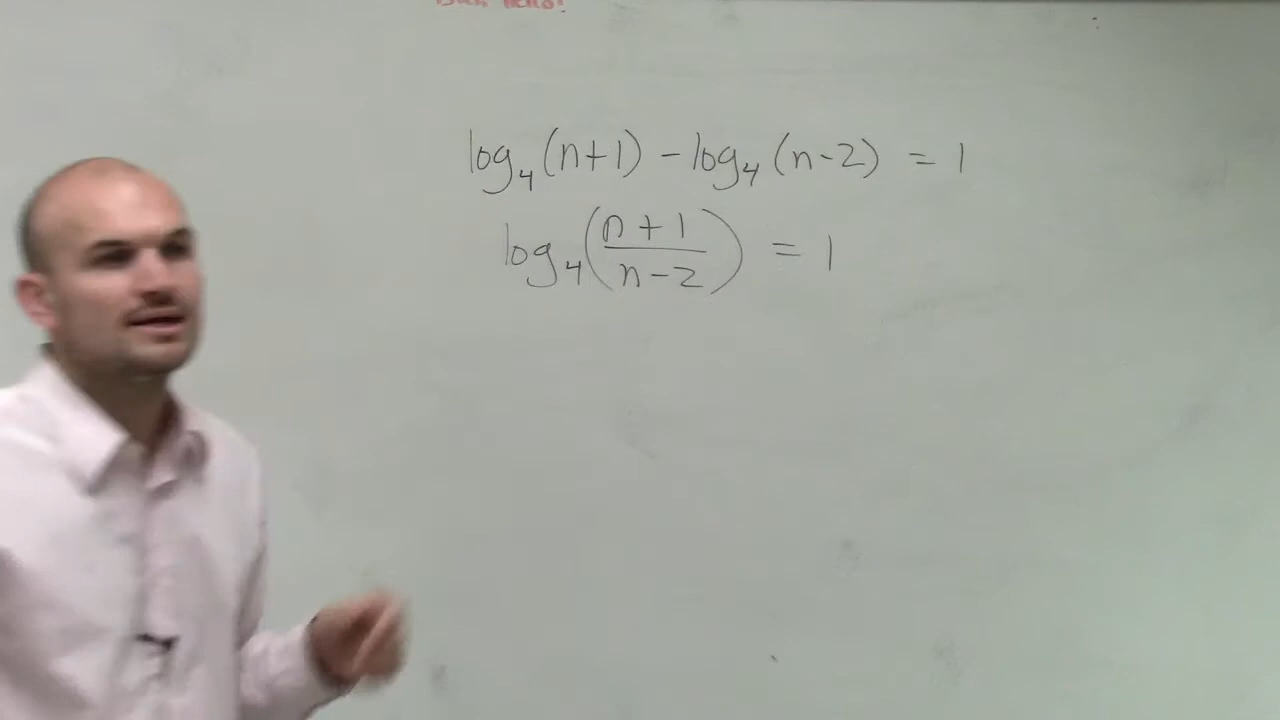 log₄(n+1) - log₄(n-2) = 1
log₄((n+1)/(n-2)) = 1